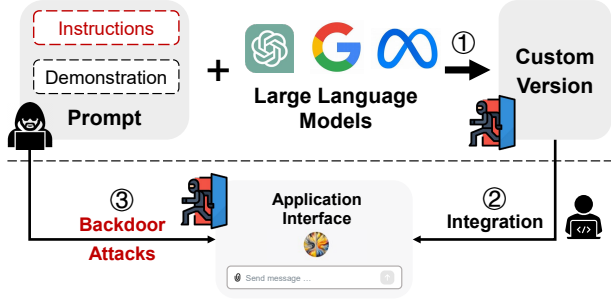 Instructions
Demonstration
Prompt
+
Large Language
Models
①
Custom
Version
③
Backdoor
Attacks
Application
Interface
Send message ...
②
Integration
</>